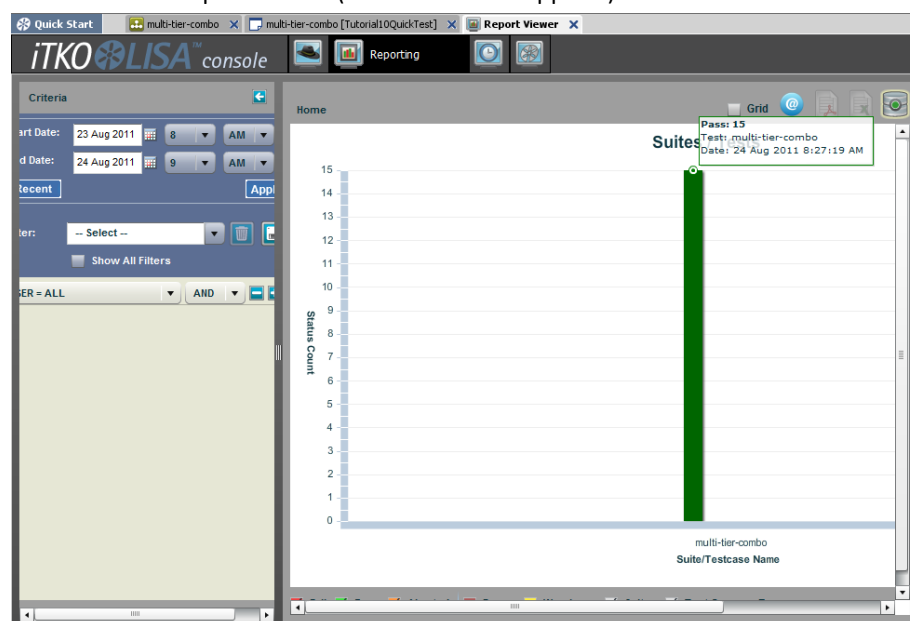 Quick Start
multi-tier-combo X
multi-tier-combo [Tutorial10QuickTest] X
Report Viewer X
iTKO LISA™ console
Reporting
Criteria
art Date: 23 Aug 2011 8 AM
d Date: 24 Aug 2011 9 AM
Recent
Appl
ter: -- Select --
Show All Filters
SER = ALL
AND
Home
Grid
Pass: 15
Test: multi-tier-combo
Date: 24 Aug 2011 8:27:19 AM
Suites / Tests
15
14
13
12
11
10
9
8
7
6
5
4
3
2
1
0
Status Count
multi-tier-combo
Suite/Testcase Name